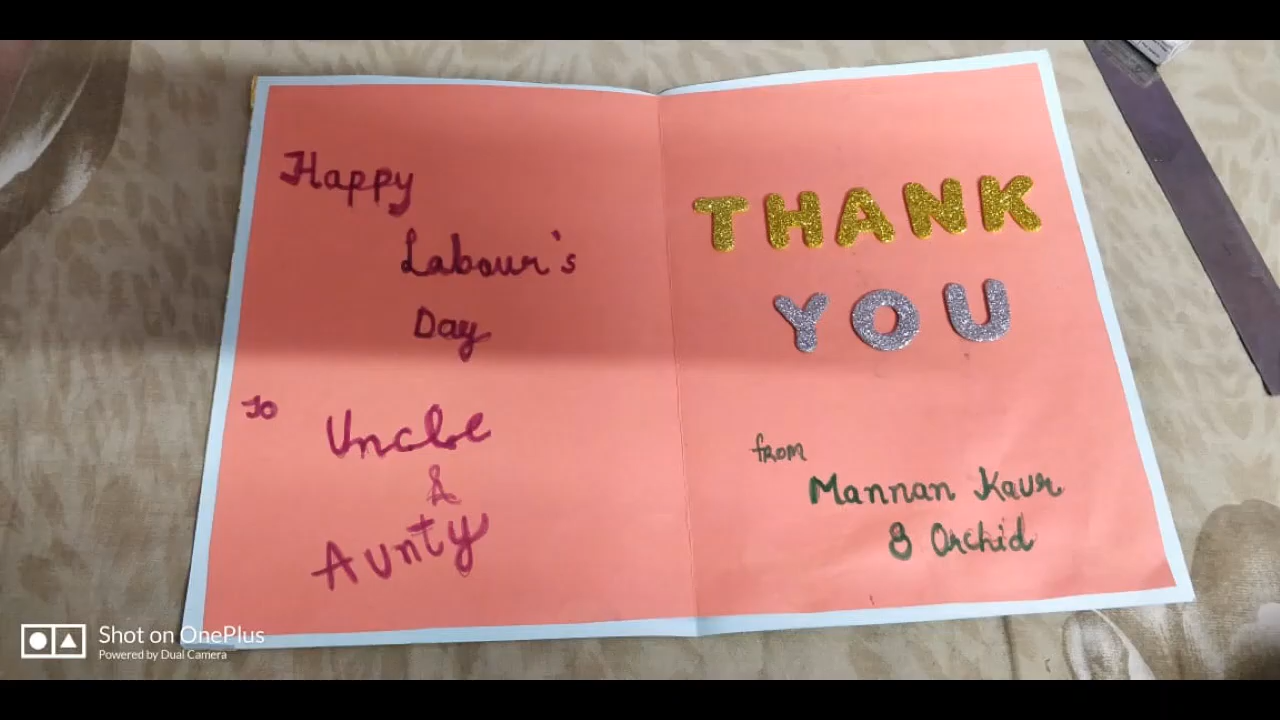 Happy
Labour's
Day
To
Uncle
&
Aunty
THANK
YOU
from
Mannan Kaur
8 Orchid
Shot on OnePlus
Powered by Dual Camera